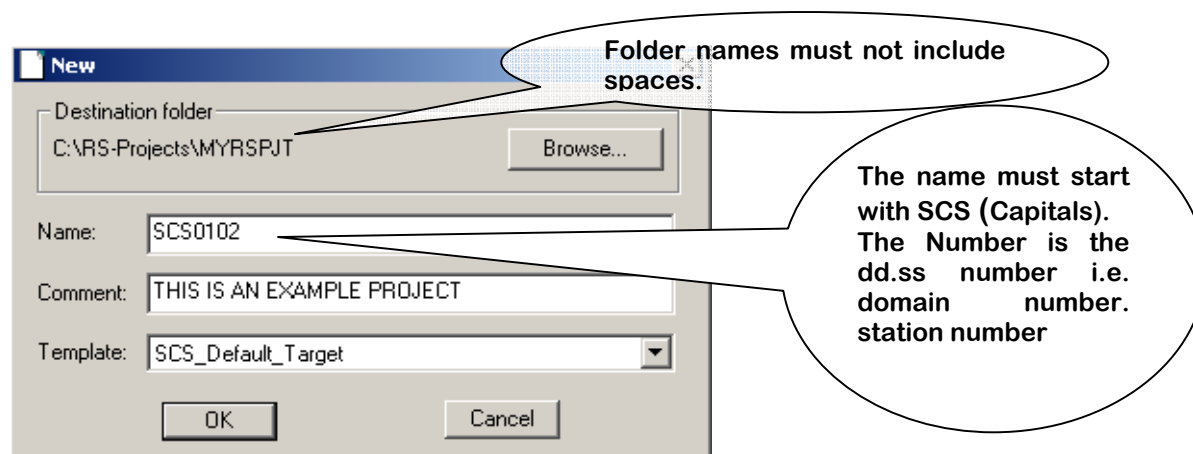 Folder names must not include
spaces.
New
Destination folder
C:\RS-Projects\MYRSPJT
Browse...
The name must start
with SCS (Capitals).
The Number is the
dd.ss number i.e.
domain number.
station number
Name:
SCS0102
Comment:
THIS IS AN EXAMPLE PROJECT
Template:
SCS_Default_Target
OK
Cancel